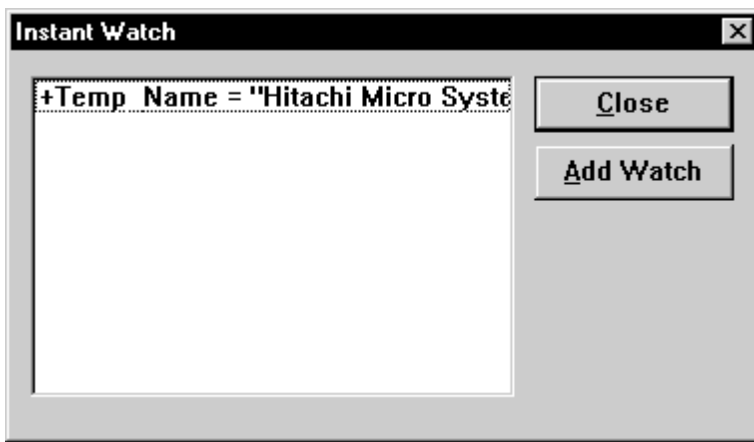 Instant Watch
+Temp_Name = "Hitachi Micro Syste
Close
Add Watch